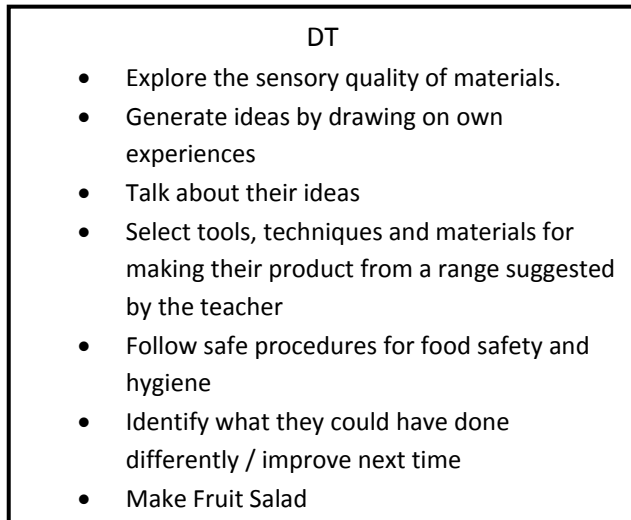 DT
• Explore the sensory quality of materials.
• Generate ideas by drawing on own
experiences
• Talk about their ideas
• Select tools, techniques and materials for
making their product from a range suggested
by the teacher
• Follow safe procedures for food safety and
hygiene
• Identify what they could have done
differently / improve next time
• Make Fruit Salad